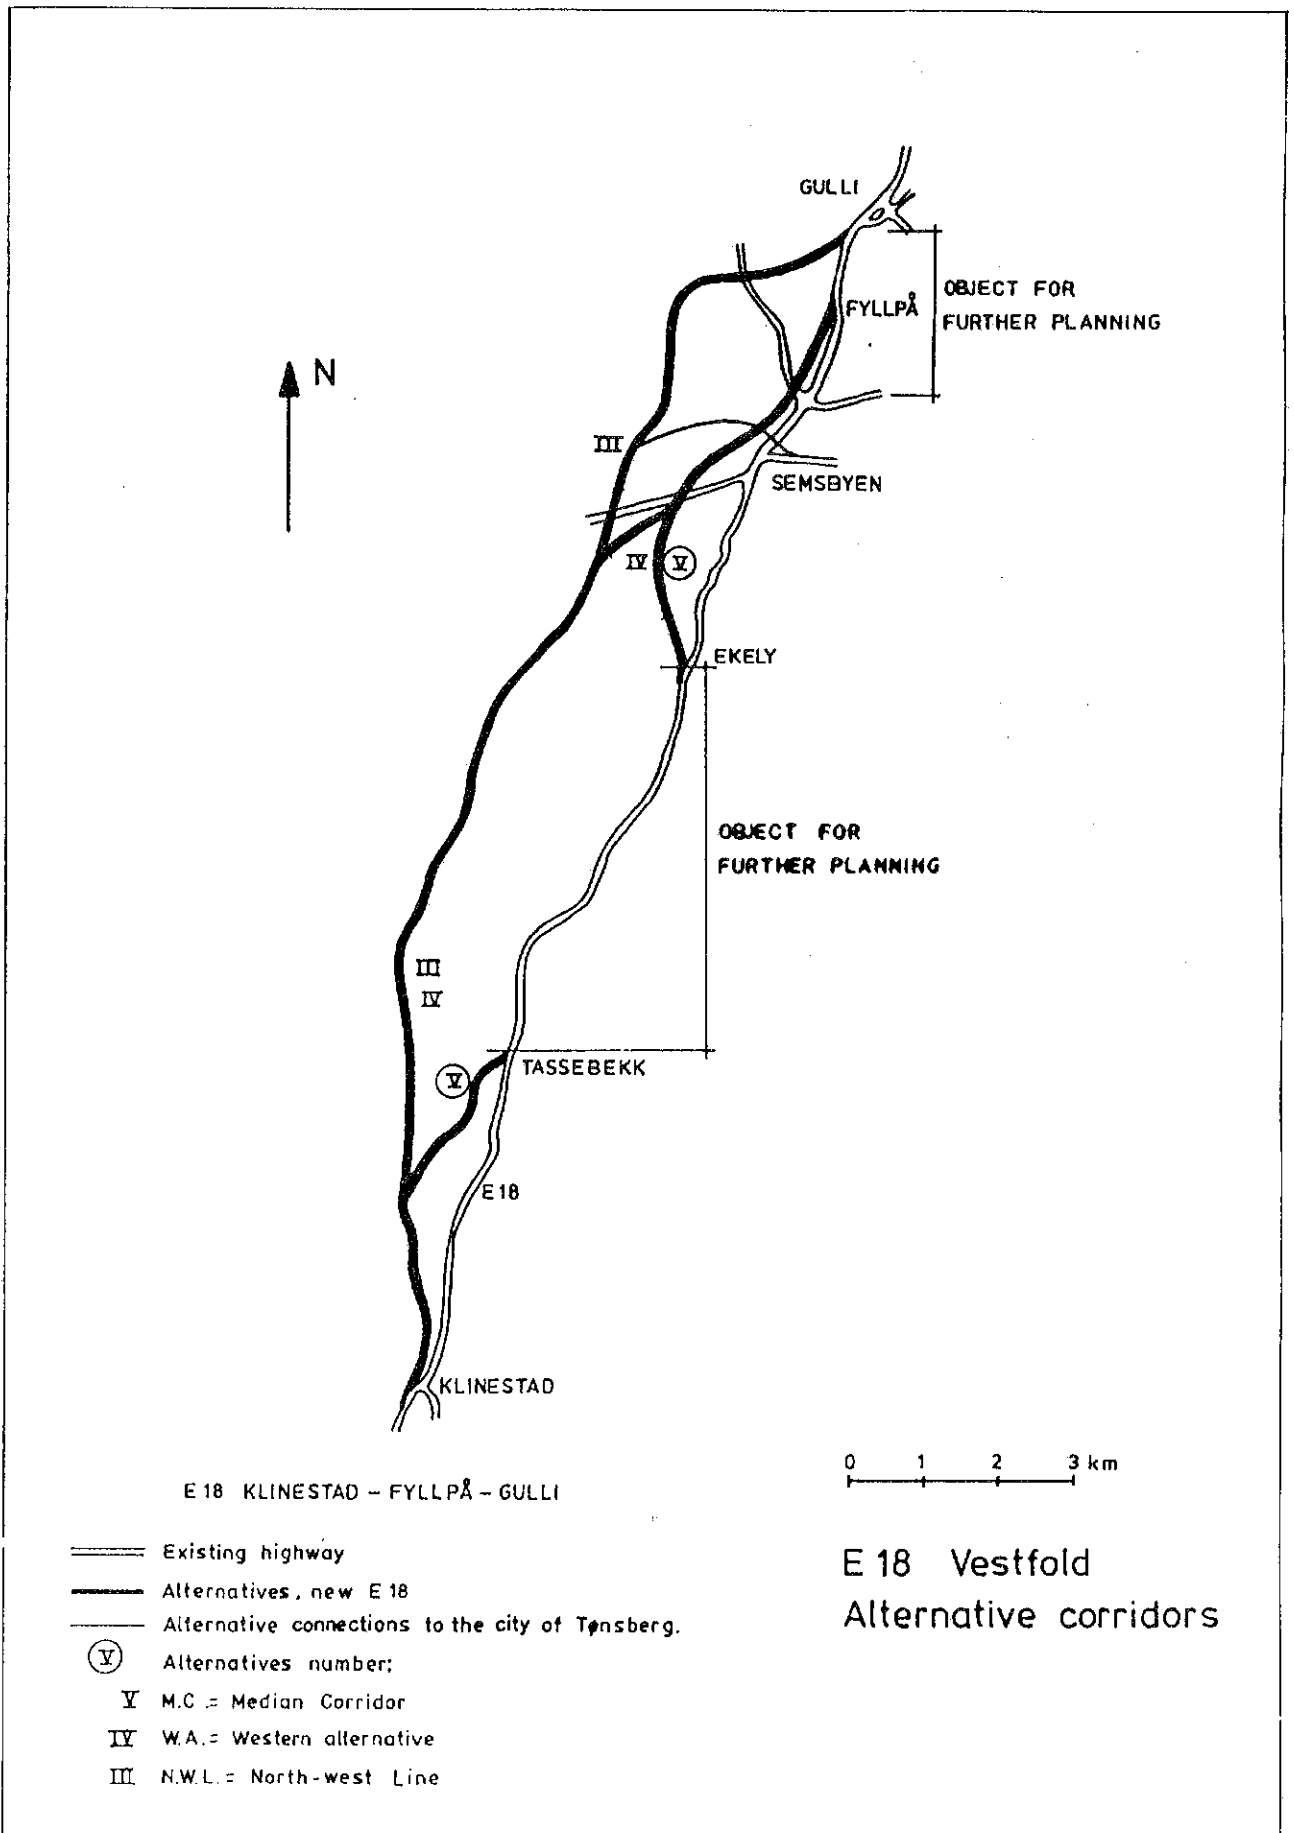 GULLI
OBJECT FOR
FURTHER PLANNING
FYLLPÅ
N
III
SEMSBYEN
IV
V
EKELY
OBJECT FOR
FURTHER PLANNING
III
IV
TASSEBEKK
V
E18
KLINESTAD
0 1 2 3 km
E 18 KLINESTAD – FYLLPÅ – GULLI
Existing highway
Alternatives, new E 18
Alternative connections to the city of Tønsberg.
V Alternatives number:
V M.C = Median Corridor
IV W.A. = Western alternative
III N.W.L. = North-west Line
E 18 Vestfold
Alternative corridors